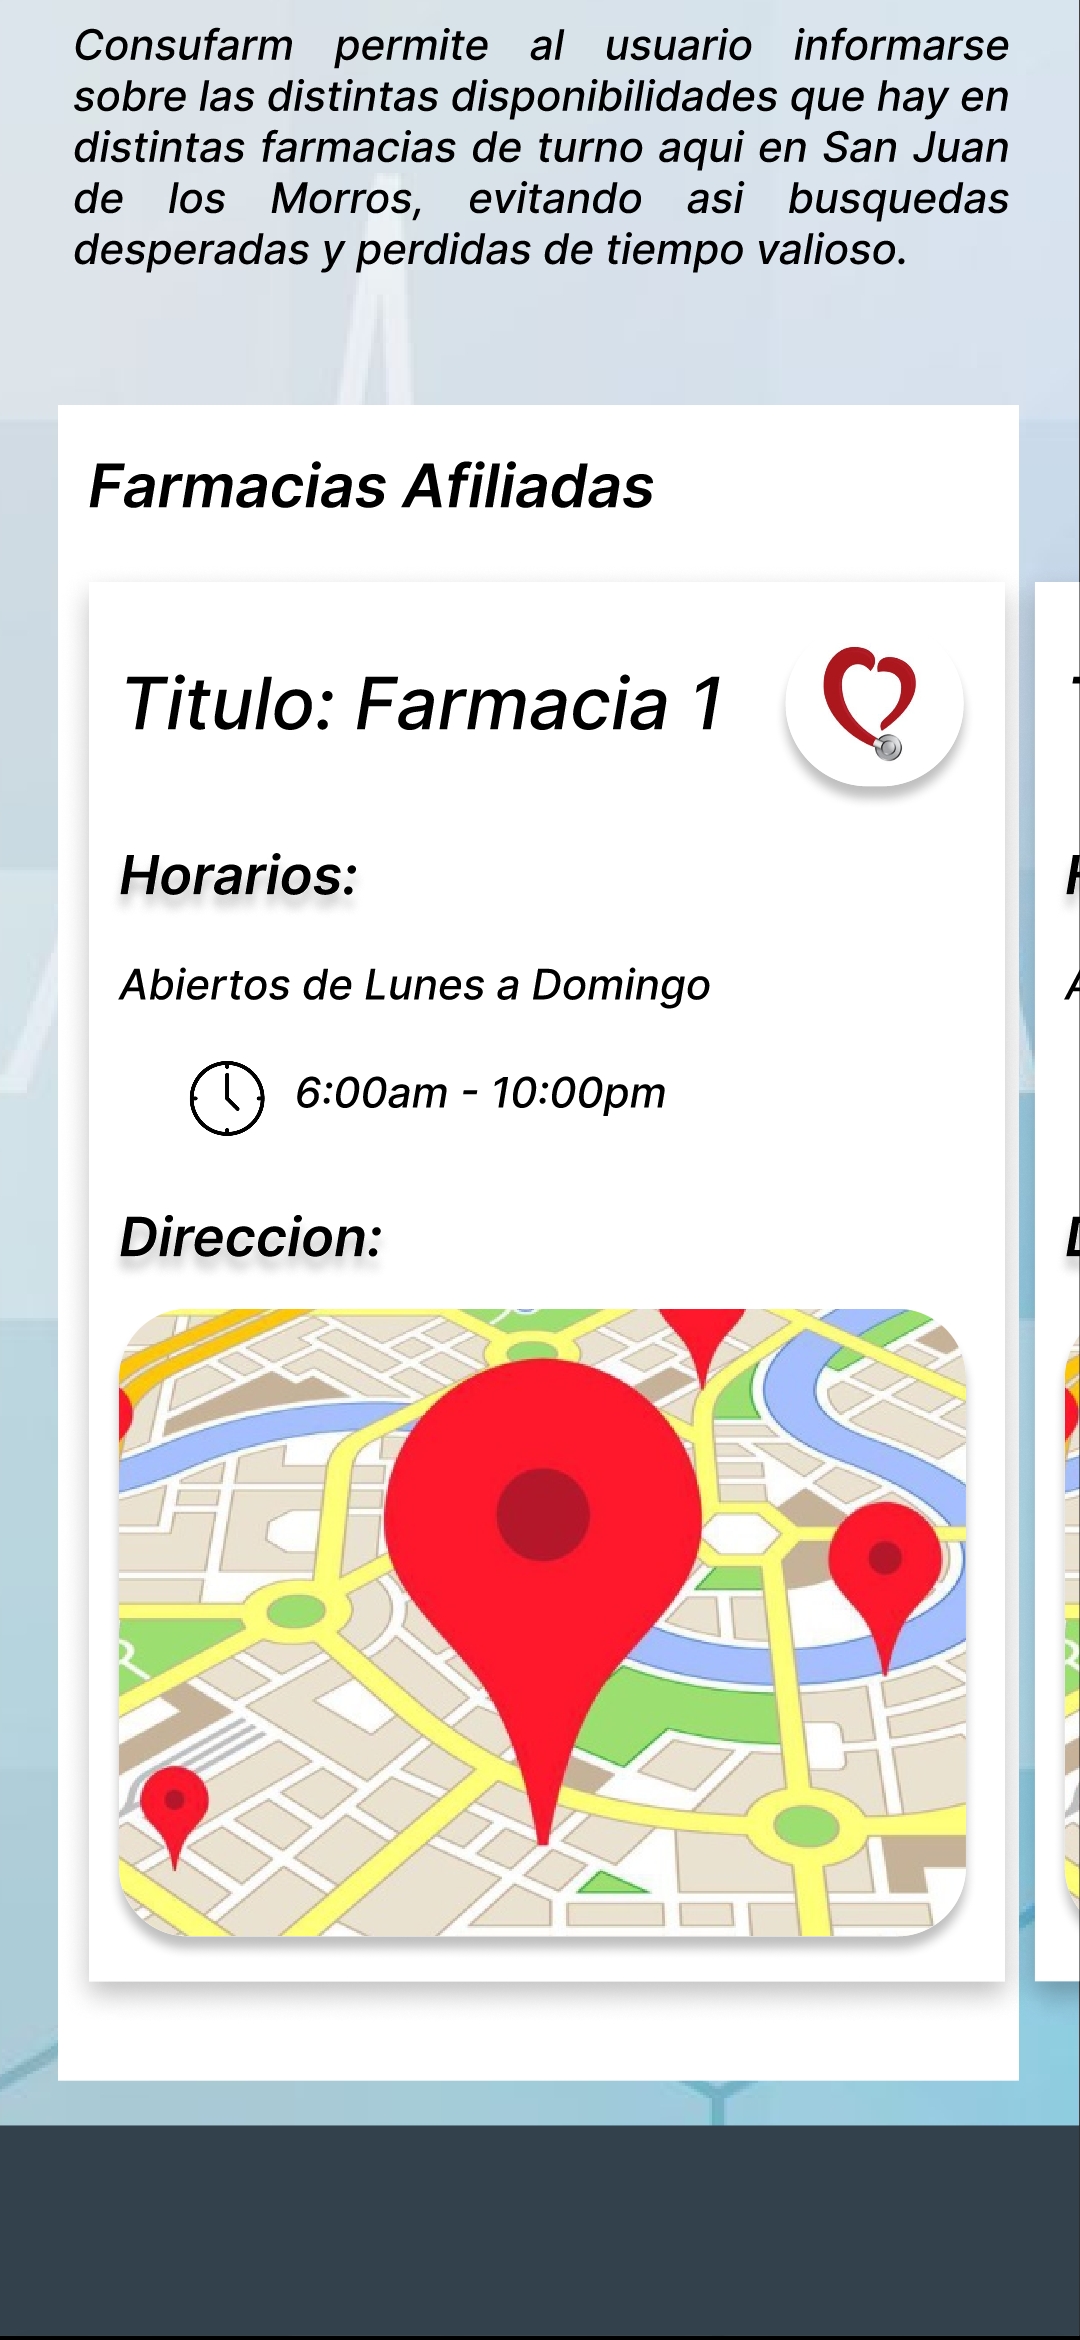 Consufarm permite al usuario informarse
sobre las distintas disponibilidades que hay en
distintas farmacias de turno aqui en San Juan
de los Morros, evitando asi busquedas
desperadas y perdidas de tiempo valioso.
Farmacias Afiliadas
Titulo: Farmacia 1
Horarios:
Abiertos de Lunes a Domingo
6:00am - 10:00pm
Direccion: